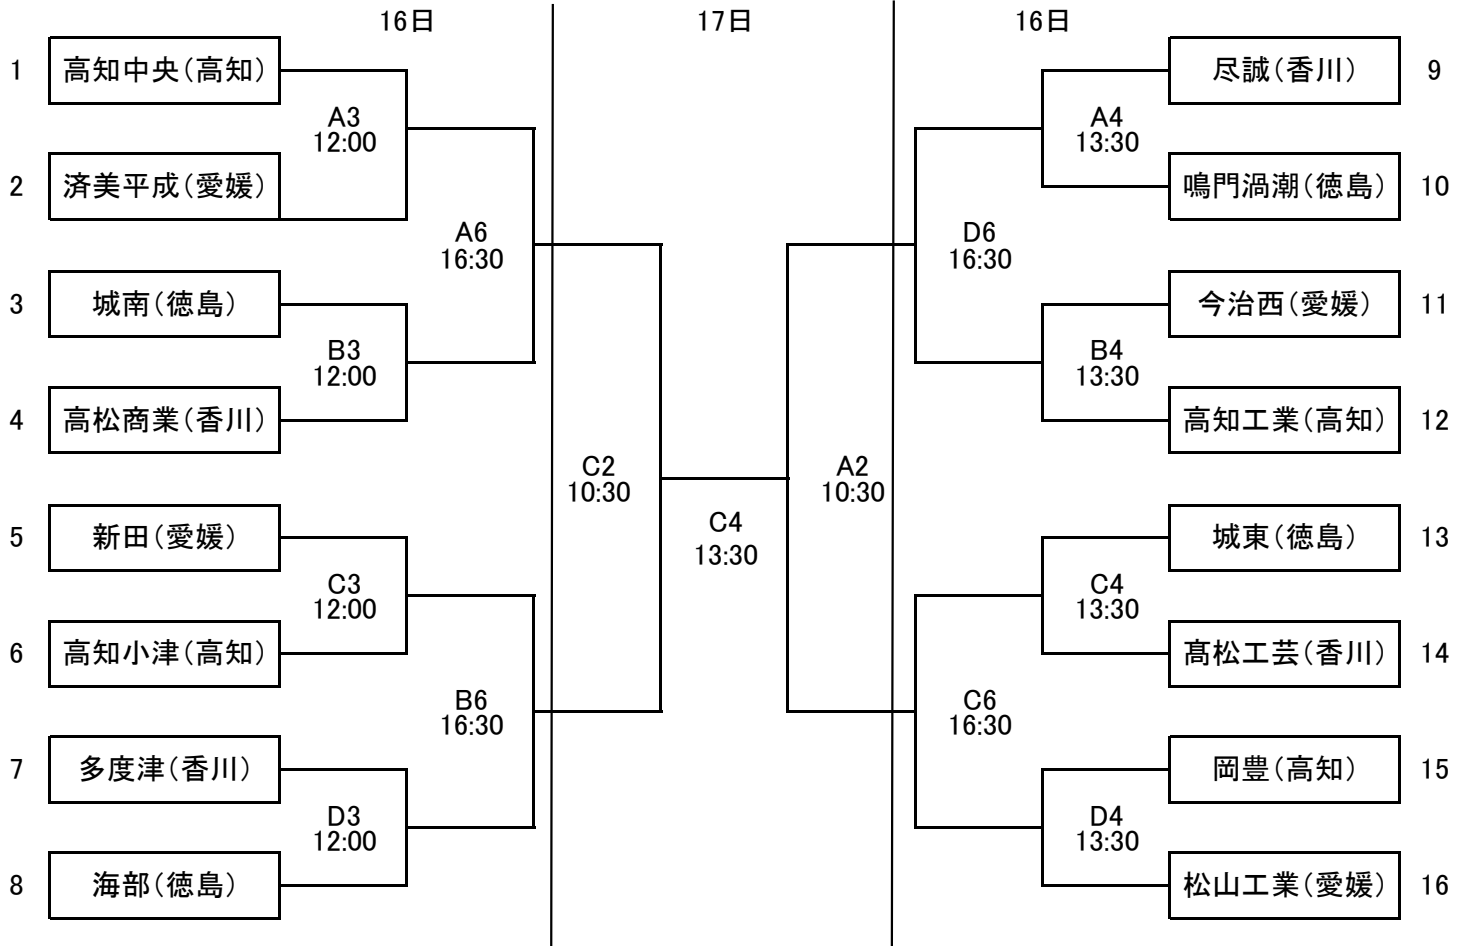 16日
17日
16日
1
高知中央（高知）
A3
12:00
2
済美平成（愛媛）
A6
16:30
3
城南（徳島）
B3
12:00
4
高松商業（香川）
5
新田（愛媛）
C3
12:00
6
高知小津（高知）
B6
16:30
7
多度津（香川）
D3
12:00
8
海部（徳島）
C2
10:30
C4
13:30
A2
10:30
尽誠（香川）
9
A4
13:30
鳴門渦潮（徳島）
10
D6
16:30
今治西（愛媛）
11
B4
13:30
高知工業（高知）
12
城東（徳島）
13
C4
13:30
髙松工芸（香川）
14
C6
16:30
岡豊（高知）
15
D4
13:30
松山工業（愛媛）
16